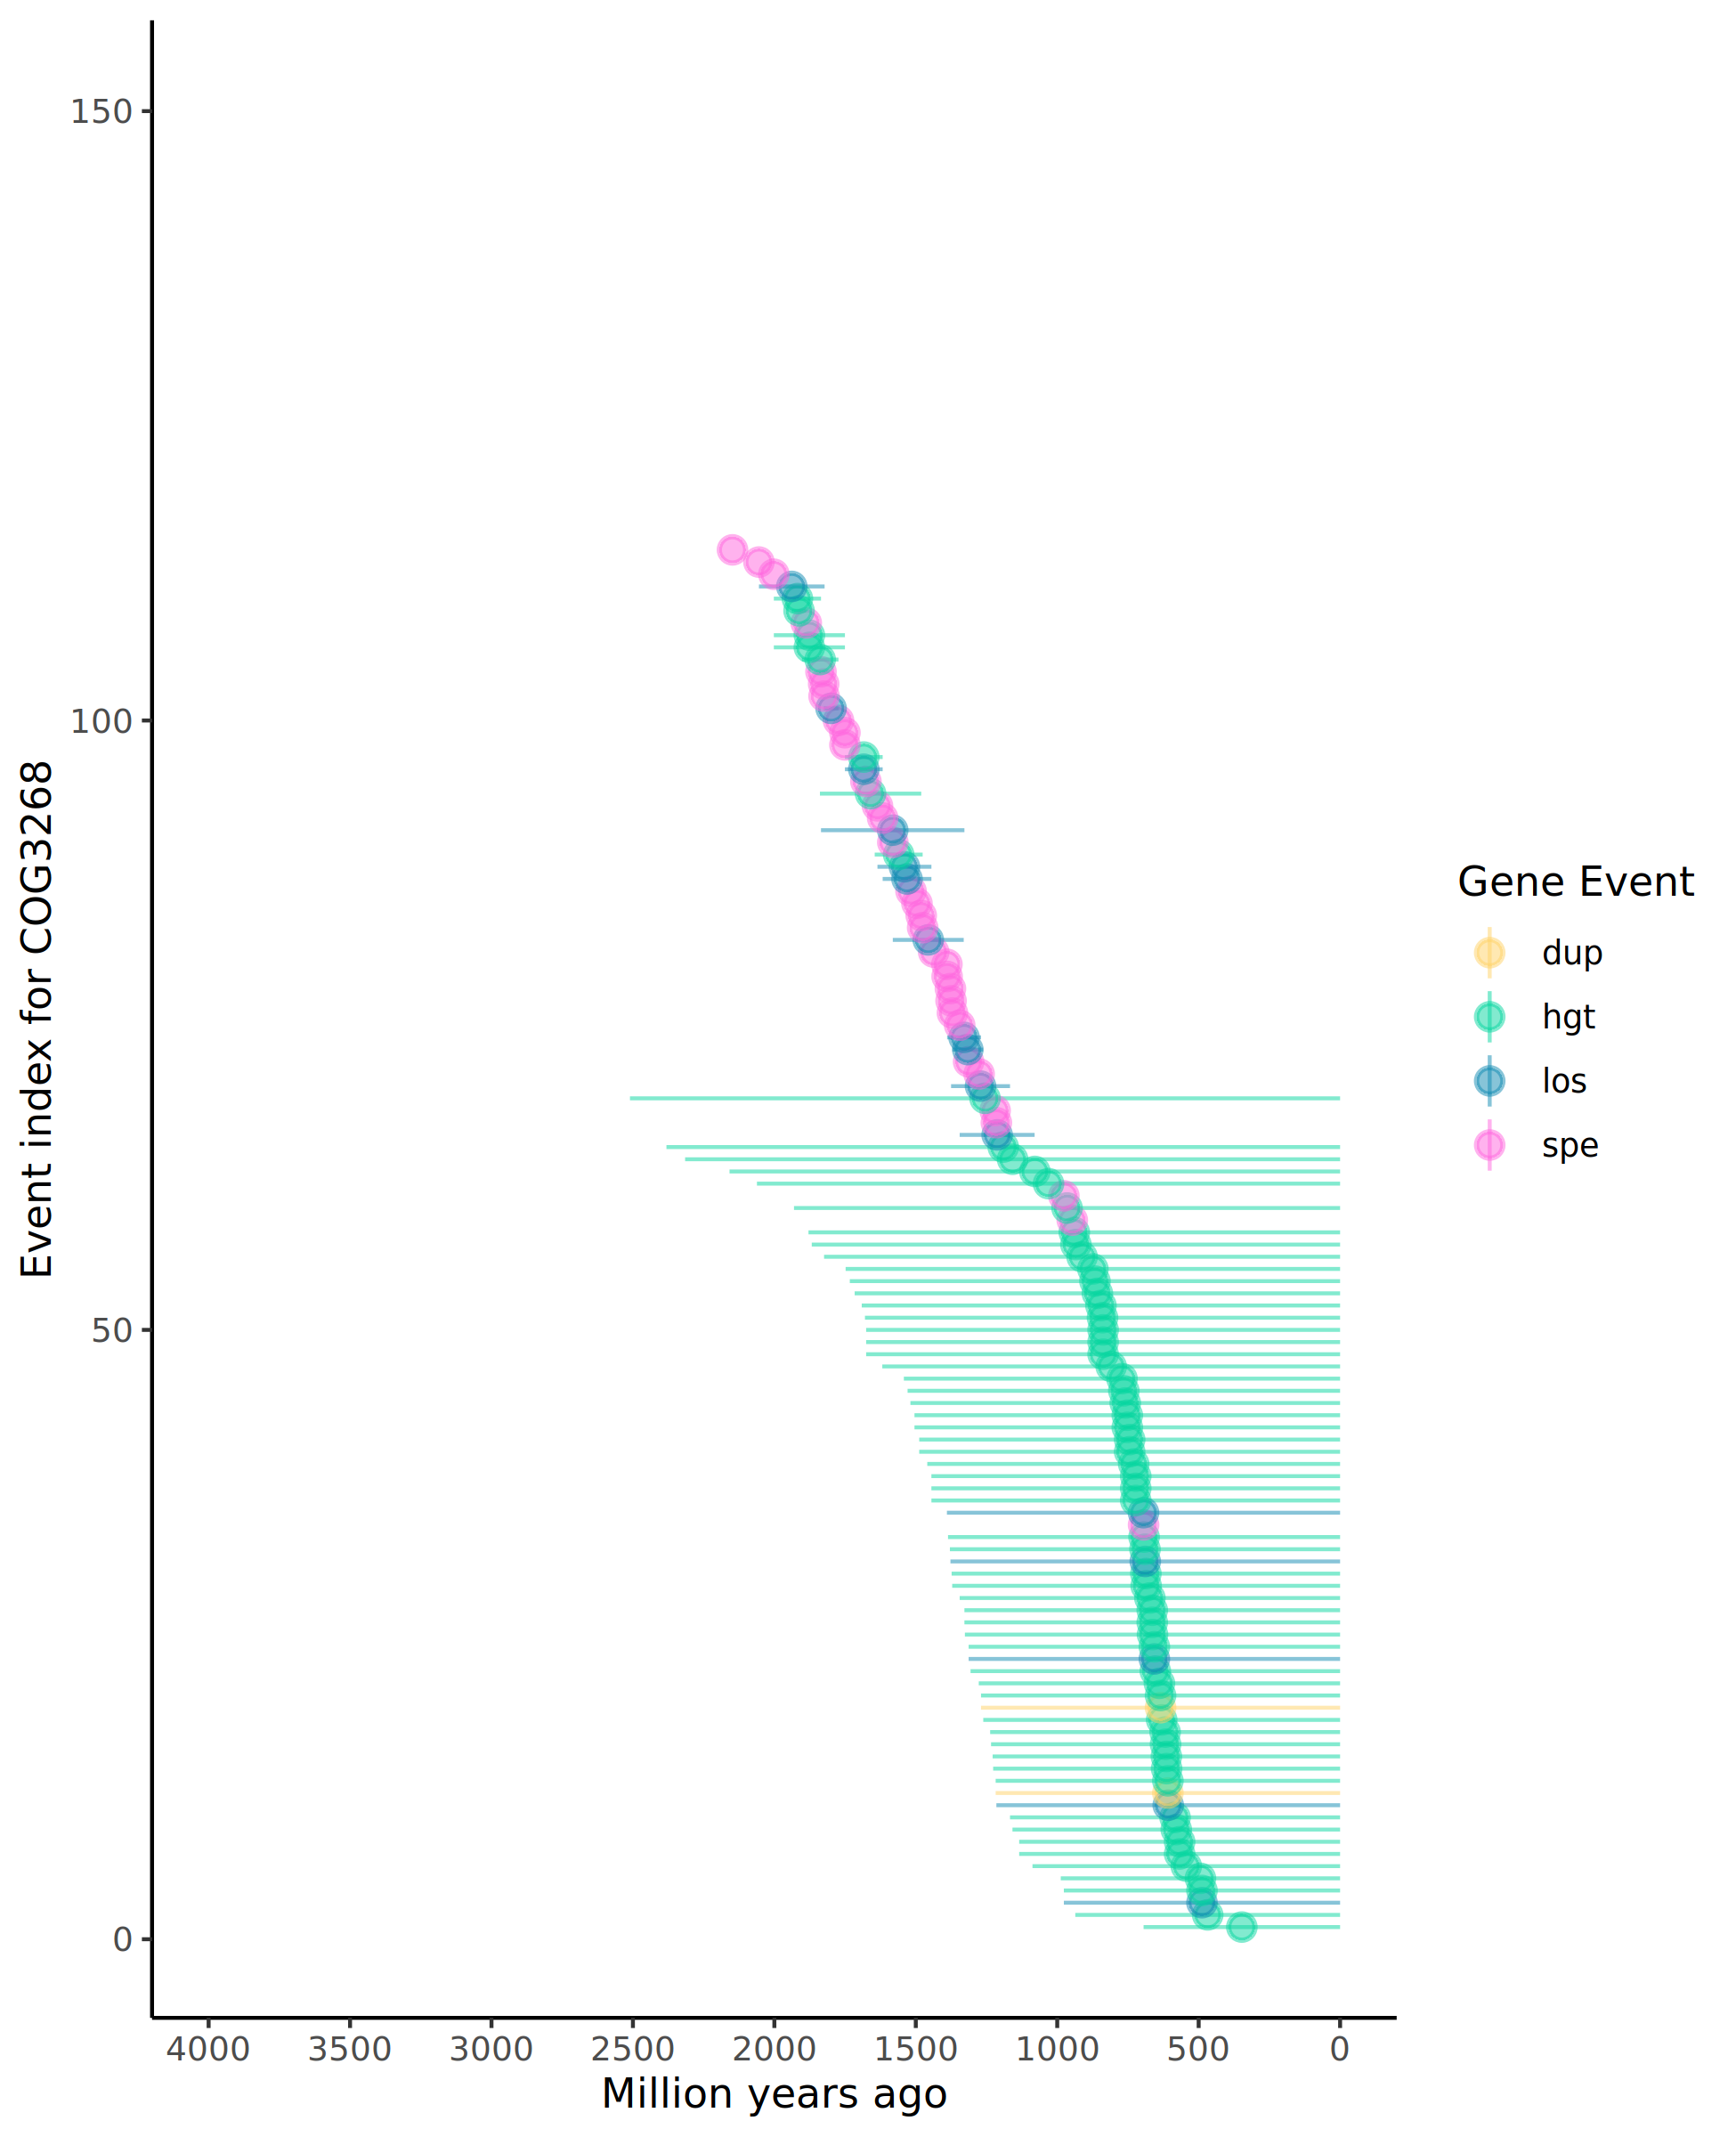 150
100
50
0
Event index for COG3268
4000 3500 3000 2500 2000 1500 1000 500 0
Million years ago
Gene Event
dup
hgt
los
spe